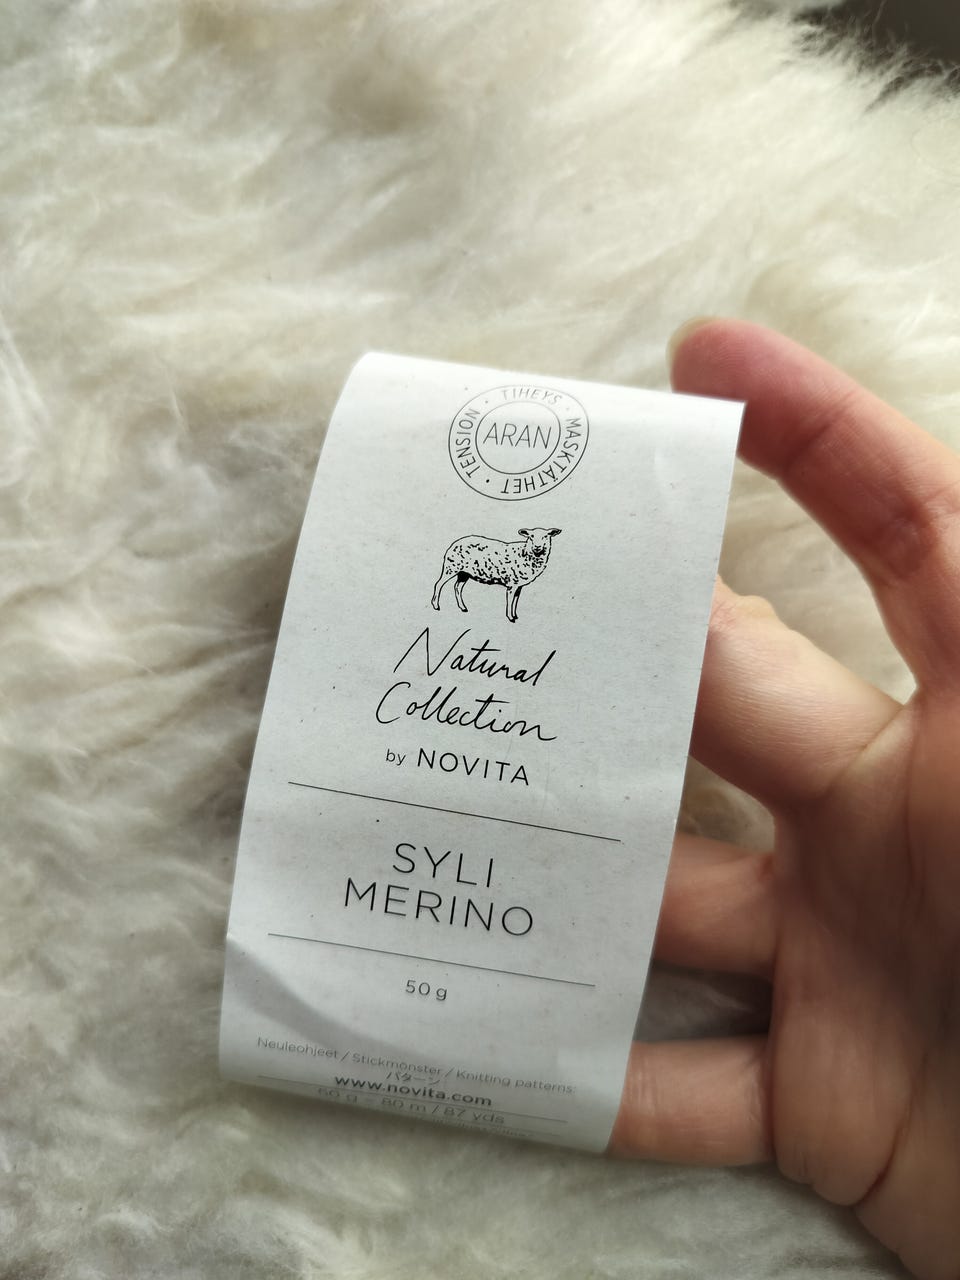 TIHEYS · MASKTÄTHET · TENSION ·
ARAN
Natural
Collection
by NOVITA
SYLI
MERINO
50 g
Neuleohjeet / Stickmönster / Knitting patterns:
パターン
www.novita.com
50 g = 80 m / 87 yds